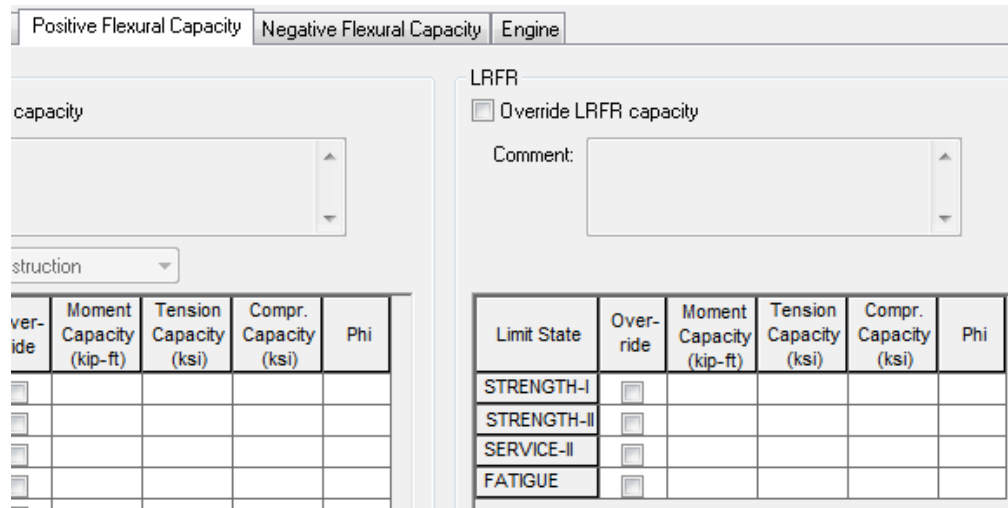 Positive Flexural Capacity Negative Flexural Capacity Engine
capacity
struction
ver-
ide
Moment
Capacity
(kip-ft)
Tension
Capacity
(ksi)
Compr.
Capacity
(ksi)
Phi
LRFR
Override LRFR capacity
Comment:
Limit State
Over-
ride
Moment
Capacity
(kip-ft)
Tension
Capacity
(ksi)
Compr.
Capacity
(ksi)
Phi
STRENGTH-I
STRENGTH-II
SERVICE-II
FATIGUE